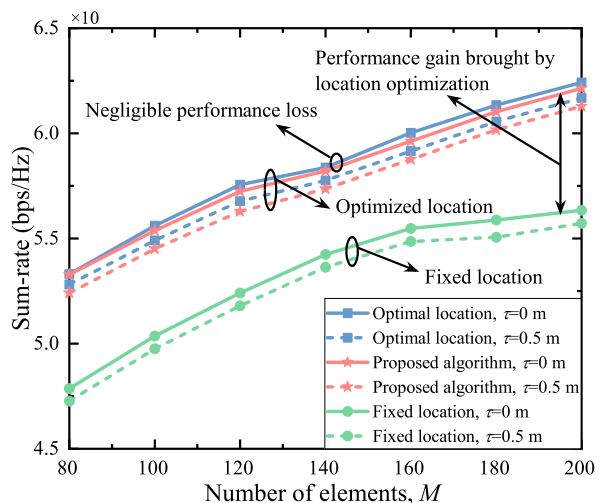 ×10
6.5
6.0
5.5
5.0
4.5
Sum-rate (bps/Hz)
Performance gain brought by
location optimization
Negligible performance loss
Optimized location
Fixed location
Optimal location, τ=0 m
Optimal location, τ=0.5 m
Proposed algorithm, τ=0 m
Proposed algorithm, τ=0.5 m
Fixed location, τ=0 m
Fixed location, τ=0.5 m
80 100 120 140 160 180 200
Number of elements, M